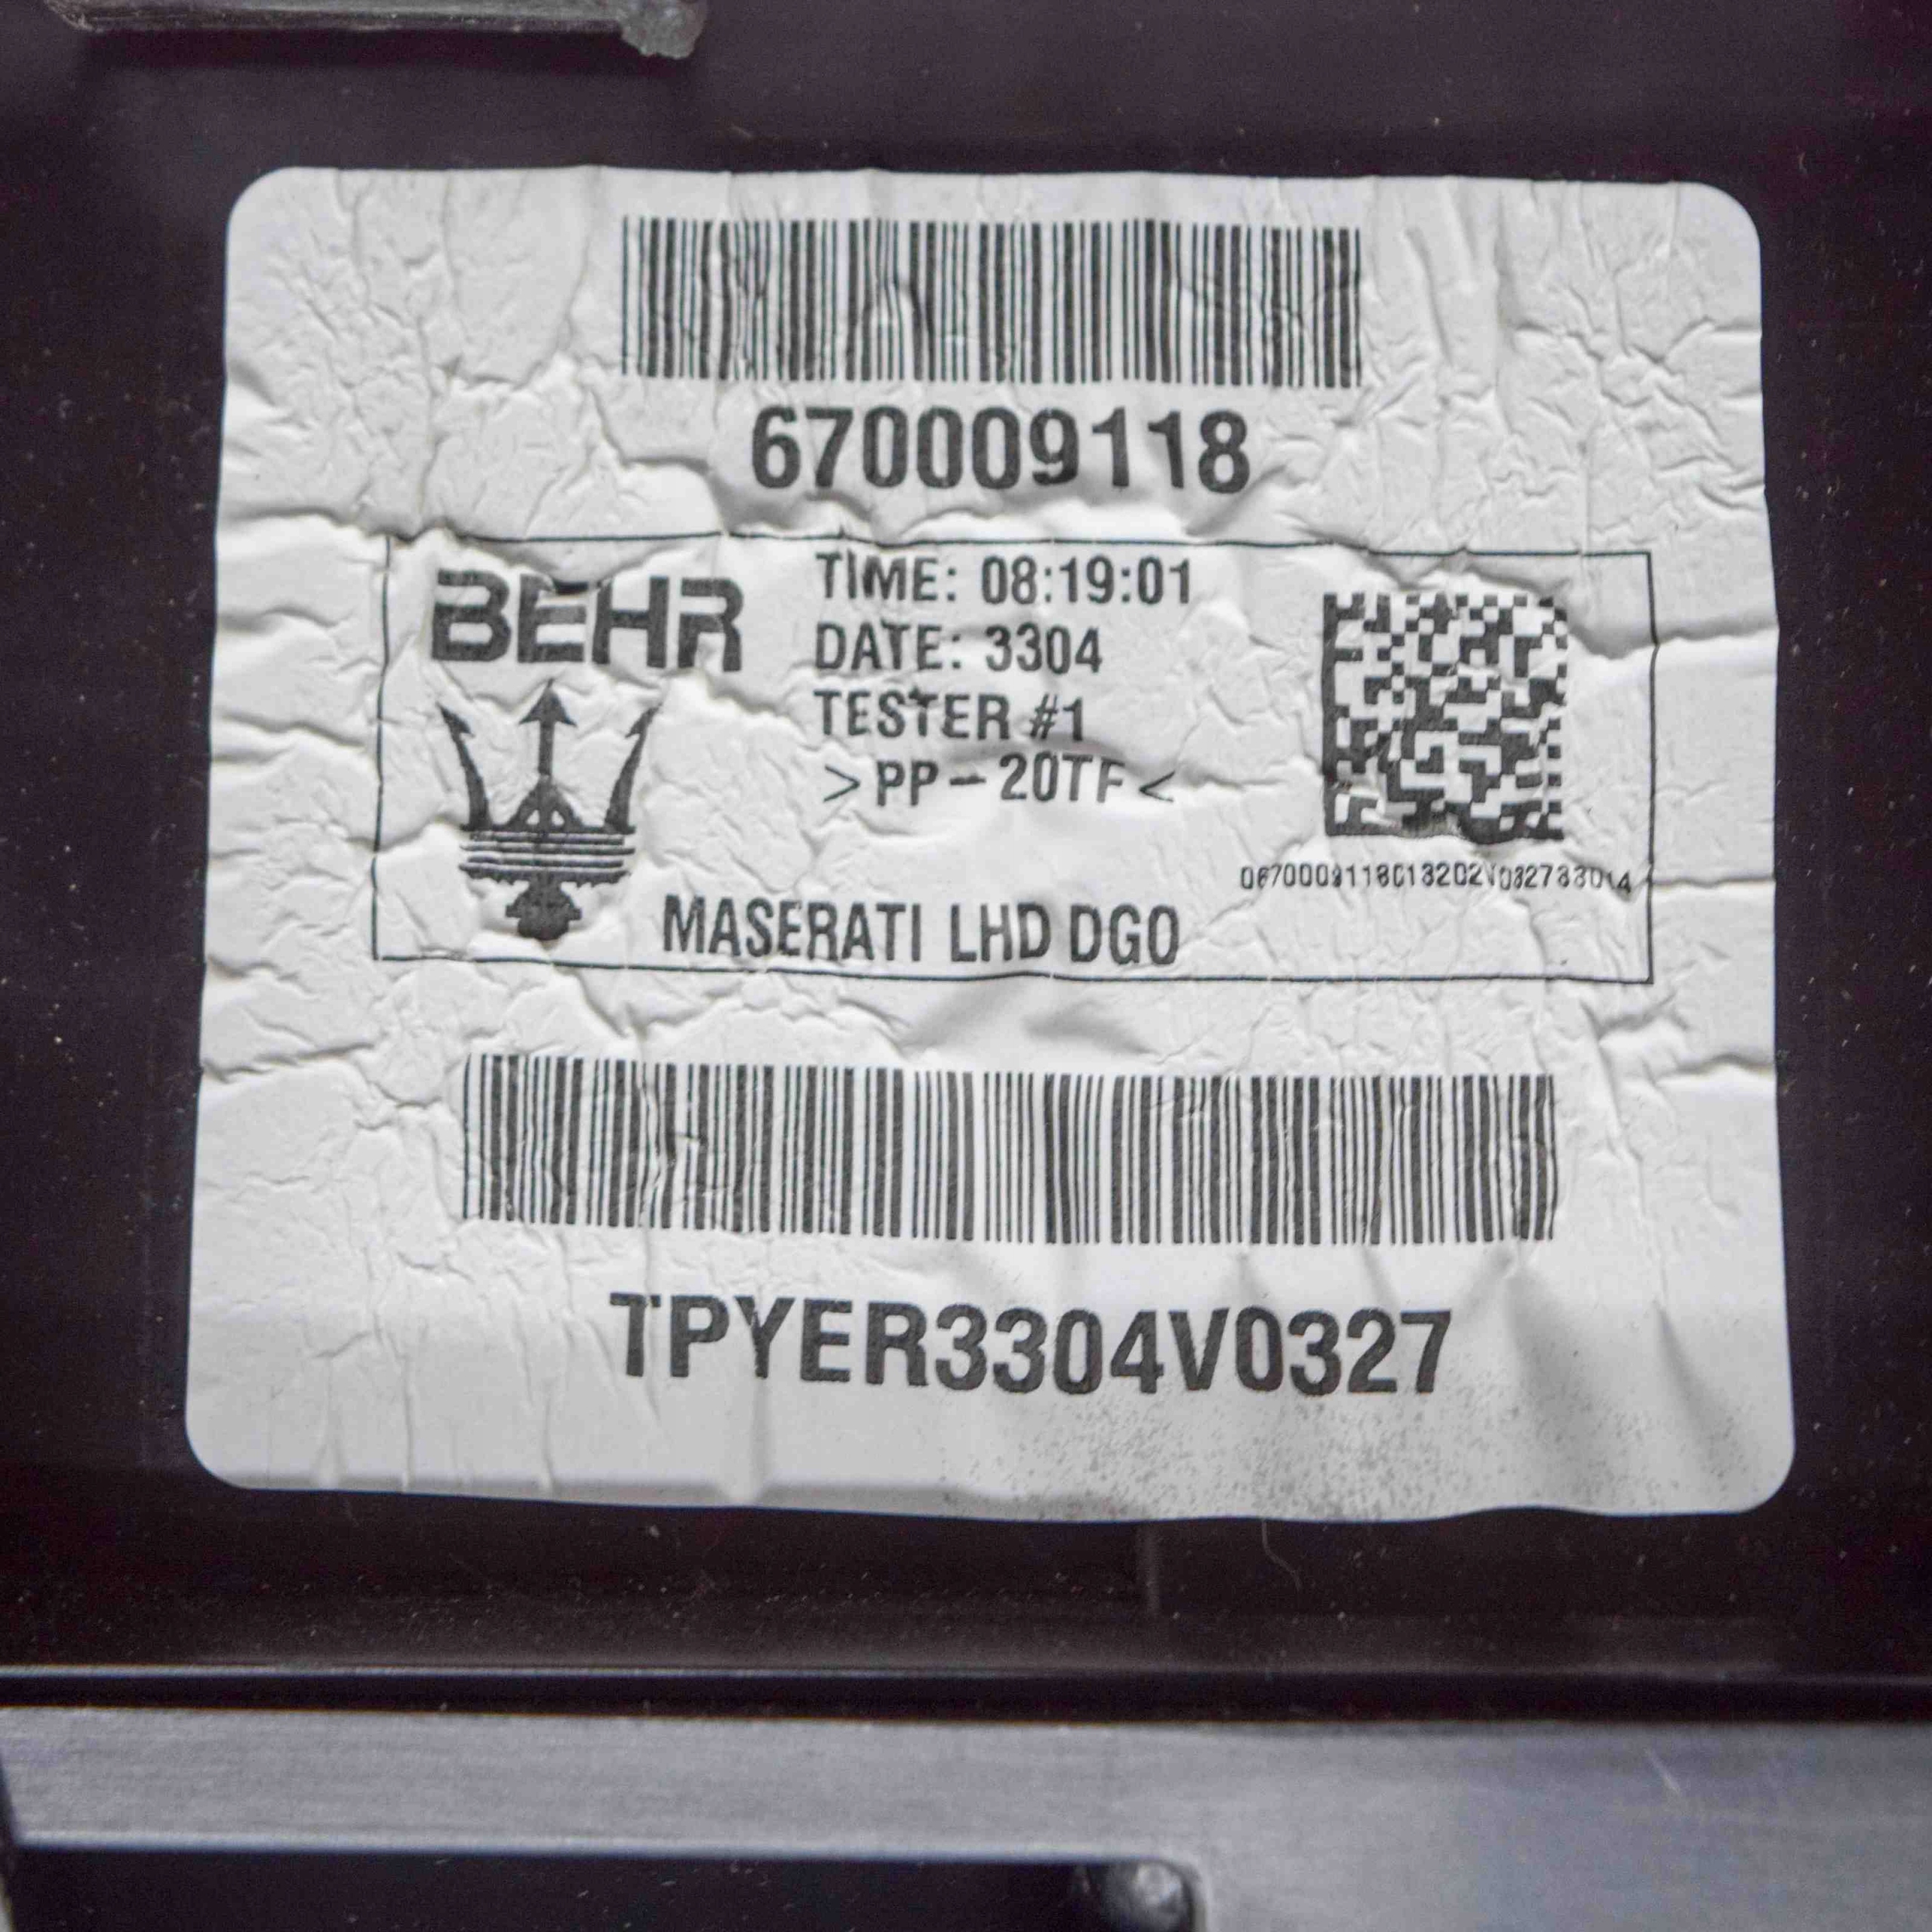 670009118
BEHR
TIME: 08:19:01
DATE: 3304
TESTER #1
>PP-20TF<
MASERATI LHD DGO
TPYER3304V0327